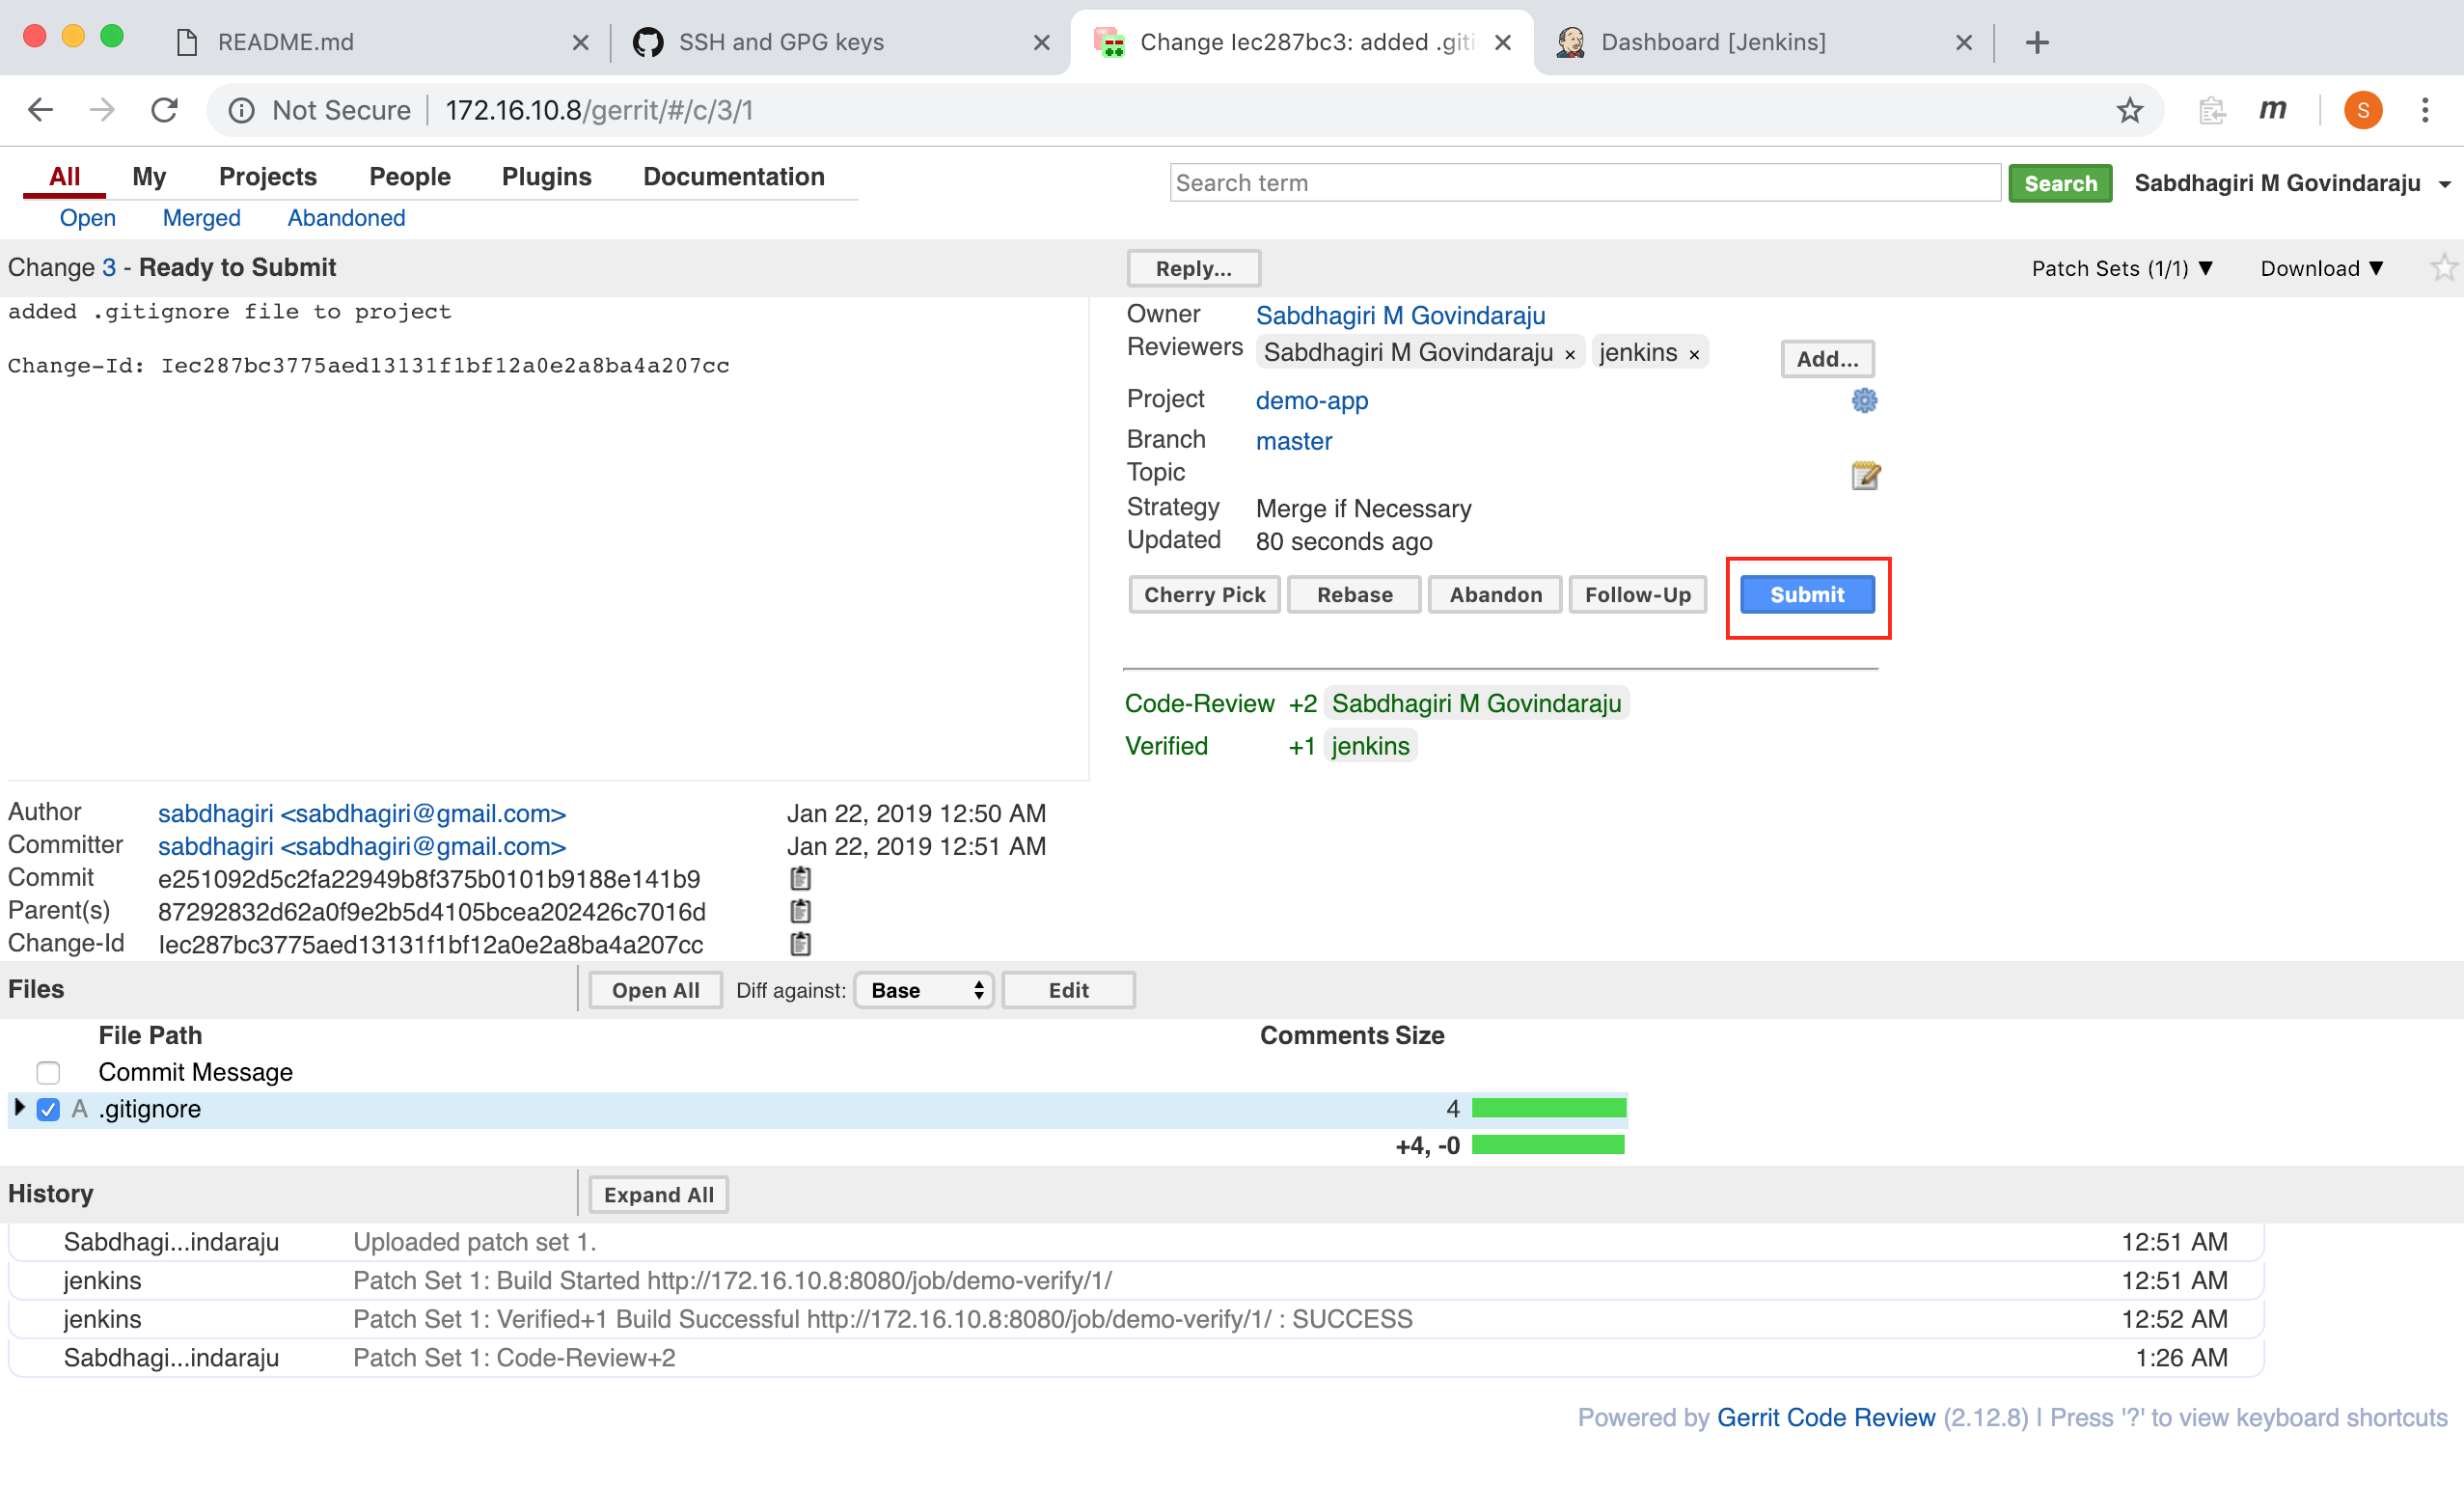 README.md
SSH and GPG keys
Change Iec287bc3: added .giti
Dashboard [Jenkins]
Not Secure 172.16.10.8/gerrit/#/c/3/1
m
S
All My Projects People Plugins Documentation
Search term Search Sabdhagiri M Govindaraju
Open Merged Abandoned
Change 3 - Ready to Submit
Reply... Patch Sets (1/1) ▼ Download ▼
added .gitignore file to project
Change-Id: Iec287bc3775aed13131f1bf12a0e2a8ba4a207cc
Owner Sabdhagiri M Govindaraju
Reviewers Sabdhagiri M Govindaraju × jenkins × Add...
Project demo-app
Branch master
Topic
Strategy Merge if Necessary
Updated 80 seconds ago
Cherry Pick Rebase Abandon Follow-Up Submit
Code-Review +2 Sabdhagiri M Govindaraju
Verified +1 jenkins
Author sabdhagiri <sabdhagiri@gmail.com> Jan 22, 2019 12:50 AM
Committer sabdhagiri <sabdhagiri@gmail.com> Jan 22, 2019 12:51 AM
Commit e251092d5c2fa22949b8f375b0101b9188e141b9
Parent(s) 87292832d62a0f9e2b5d4105bcea202426c7016d
Change-Id Iec287bc3775aed13131f1bf12a0e2a8ba4a207cc
Files Open All Diff against: Base Edit
File Path Comments Size
Commit Message
A .gitignore 4
+4, -0
History Expand All
Sabdhagi...indaraju Uploaded patch set 1. 12:51 AM
jenkins Patch Set 1: Build Started http://172.16.10.8:8080/job/demo-verify/1/ 12:51 AM
jenkins Patch Set 1: Verified+1 Build Successful http://172.16.10.8:8080/job/demo-verify/1/ : SUCCESS 12:52 AM
Sabdhagi...indaraju Patch Set 1: Code-Review+2 1:26 AM
Powered by Gerrit Code Review (2.12.8) | Press '?' to view keyboard shortcuts